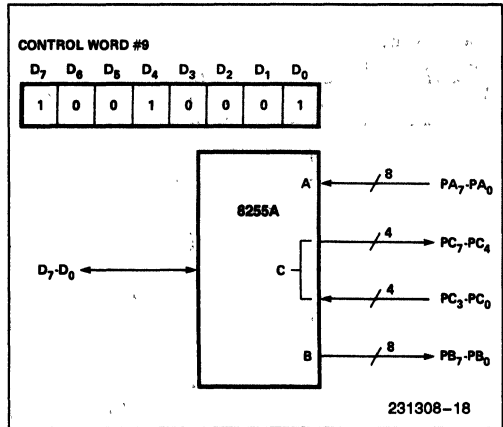 CONTROL WORD #9
D7 D6 D5 D4 D3 D2 D1 D0
1 0 0 1 0 0 0 1
8255A
A
8
PA7-PA0
4
PC7-PC4
D7-D0
C
4
PC3-PC0
B
8
PB7-PB0
231308-18